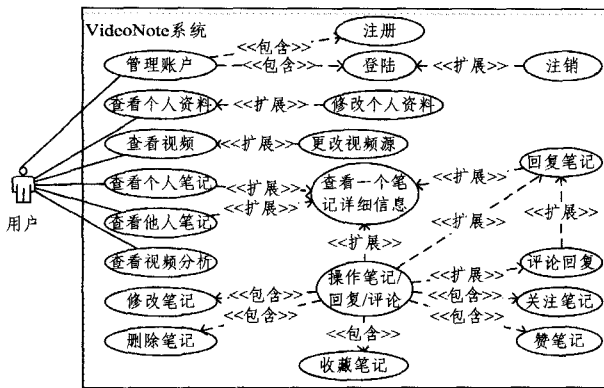 VideoNote系统
注册
<<包含>>
管理账户
<<包含>>
登陆
<<扩展>>
注销
查看个人资料
<<扩展>>
修改个人资料
查看视频
<<扩展>>
更改视频源
查看个人笔记
<<扩展>>
查看一个笔
记详细信息
<<扩展>>
回复笔记
查看他人笔记
<<扩展>>
用户
<<扩展>>
<<扩展>>
<<扩展>>
查看视频分析
操作笔记/
回复/评论
<<扩展>>
评论回复
修改笔记
<<包含>>
<<包含>>
关注笔记
删除笔记
<<包含>>
<<包含>>
赞笔记
<<包含>>
收藏笔记